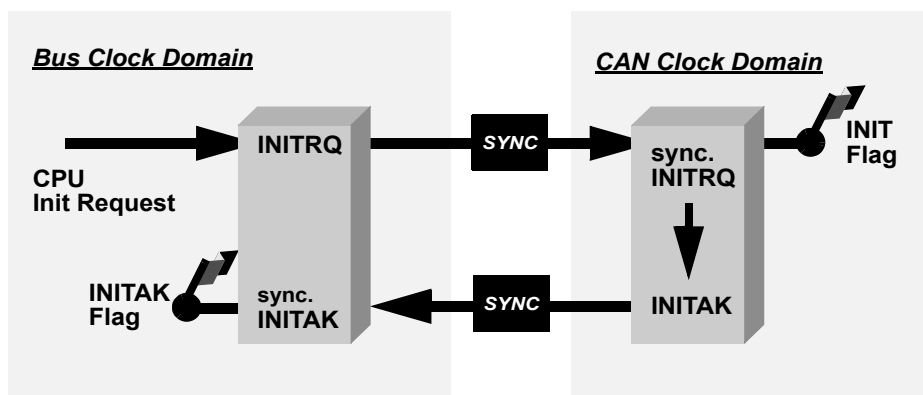 Bus Clock Domain
CAN Clock Domain
CPU
Init Request
INITRQ
SYNC
sync.
INITRQ
INIT
Flag
INITAK
Flag
sync.
INITAK
SYNC
INITAK